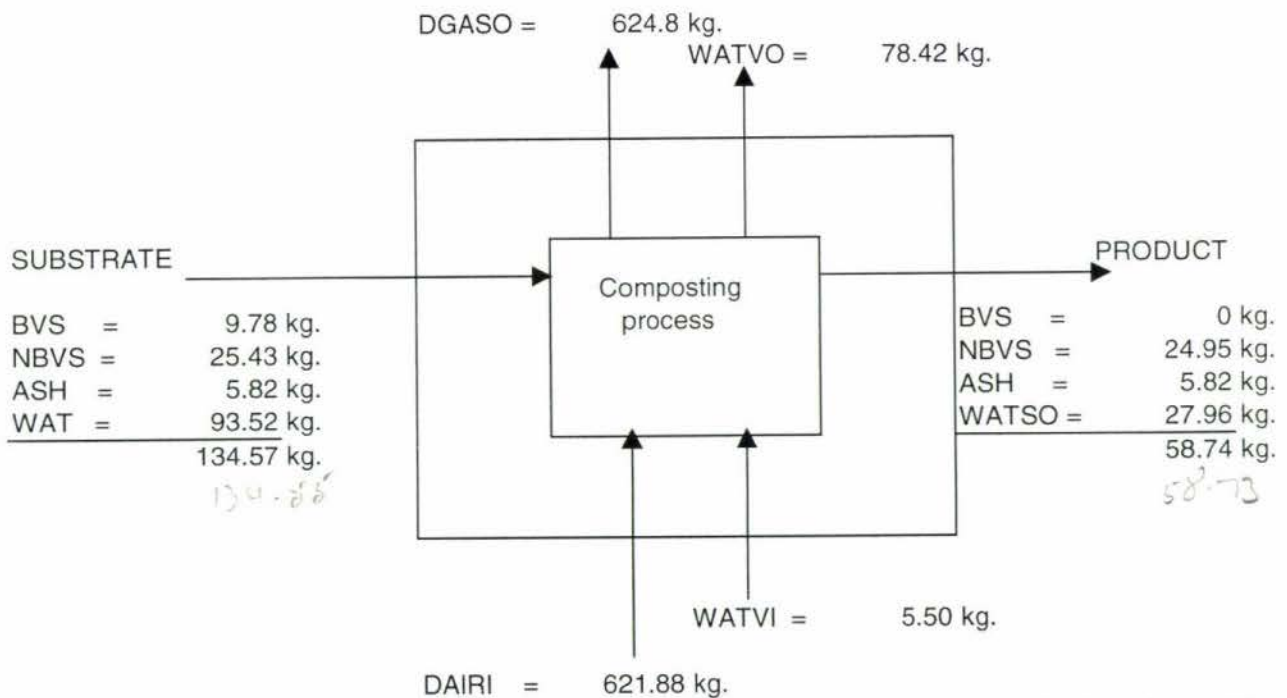 DGASO = 624.8 kg.
WATVO = 78.42 kg.
SUBSTRATE
BVS = 9.78 kg.
NBVS = 25.43 kg.
ASH = 5.82 kg.
WAT = 93.52 kg.
134.57 kg.
Composting
process
PRODUCT
BVS = 0 kg.
NBVS = 24.95 kg.
ASH = 5.82 kg.
WATSO = 27.96 kg.
58.74 kg.
58.73
WATVI = 5.50 kg.
DAIRI = 621.88 kg.